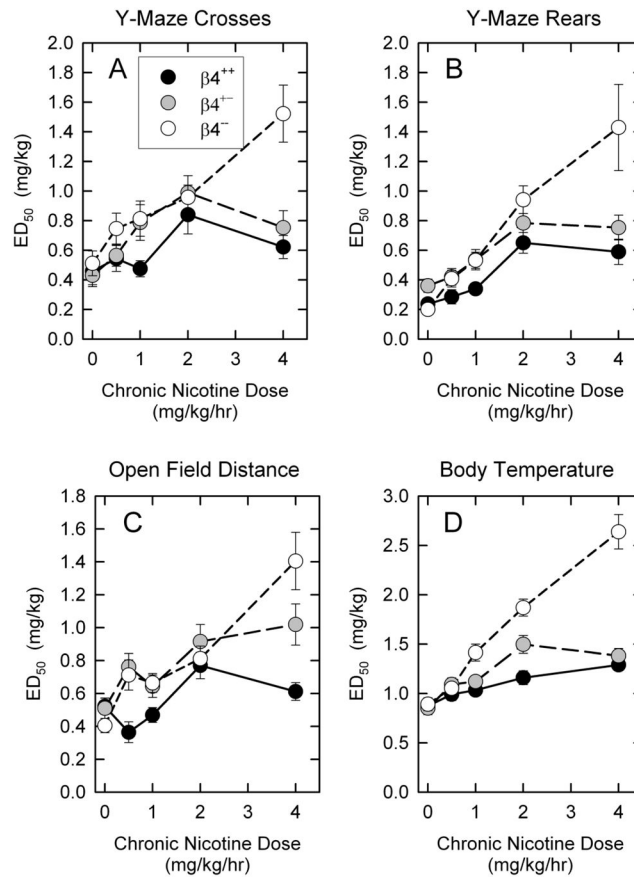 Y-Maze Crosses
A
β4⁺⁺
β4⁺⁻
β4⁻⁻
2.0
1.8
1.6
1.4
1.2
1.0
0.8
0.6
0.4
0.2
0.0
ED₅₀ (mg/kg)
0 1 2 3 4
Chronic Nicotine Dose
(mg/kg/hr)
Y-Maze Rears
B
2.0
1.8
1.6
1.4
1.2
1.0
0.8
0.6
0.4
0.2
0.0
ED₅₀ (mg/kg)
0 1 2 3 4
Chronic Nicotine Dose
(mg/kg/hr)
Open Field Distance
C
1.8
1.6
1.4
1.2
1.0
0.8
0.6
0.4
0.2
0.0
ED₅₀ (mg/kg)
0 1 2 3 4
Chronic Nicotine Dose
(mg/kg/hr)
Body Temperature
D
3.0
2.5
2.0
1.5
1.0
0.5
0.0
ED₅₀ (mg/kg)
0 1 2 3 4
Chronic Nicotine Dose
(mg/kg/hr)